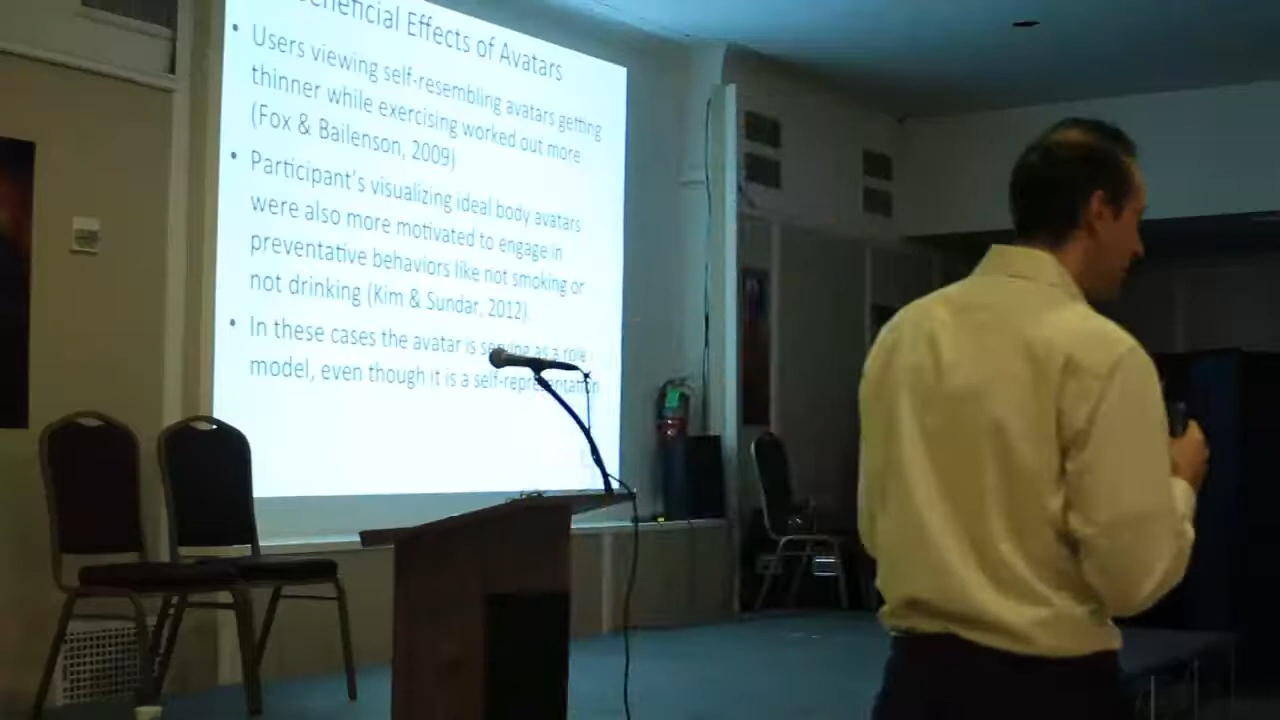 eneficial Effects of Avatars
• Users viewing self-resembling avatars getting
thinner while exercising worked out more
(Fox & Bailenson, 2009)
• Participant's visualizing ideal body avatars
were also more motivated to engage in
preventative behaviors like not smoking or
not drinking (Kim & Sundar, 2012).
• In these cases the avatar is serving as a role
model, even though it is a self-representation